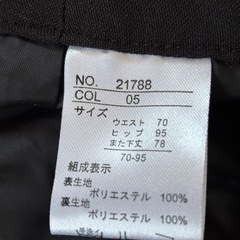 NO. 21788
COL 05
サイズ
ウエスト 70
ヒップ 95
また下丈 78
70-95
組成表示
表生地
ポリエステル 100%
裏生地
ポリエステル 100%